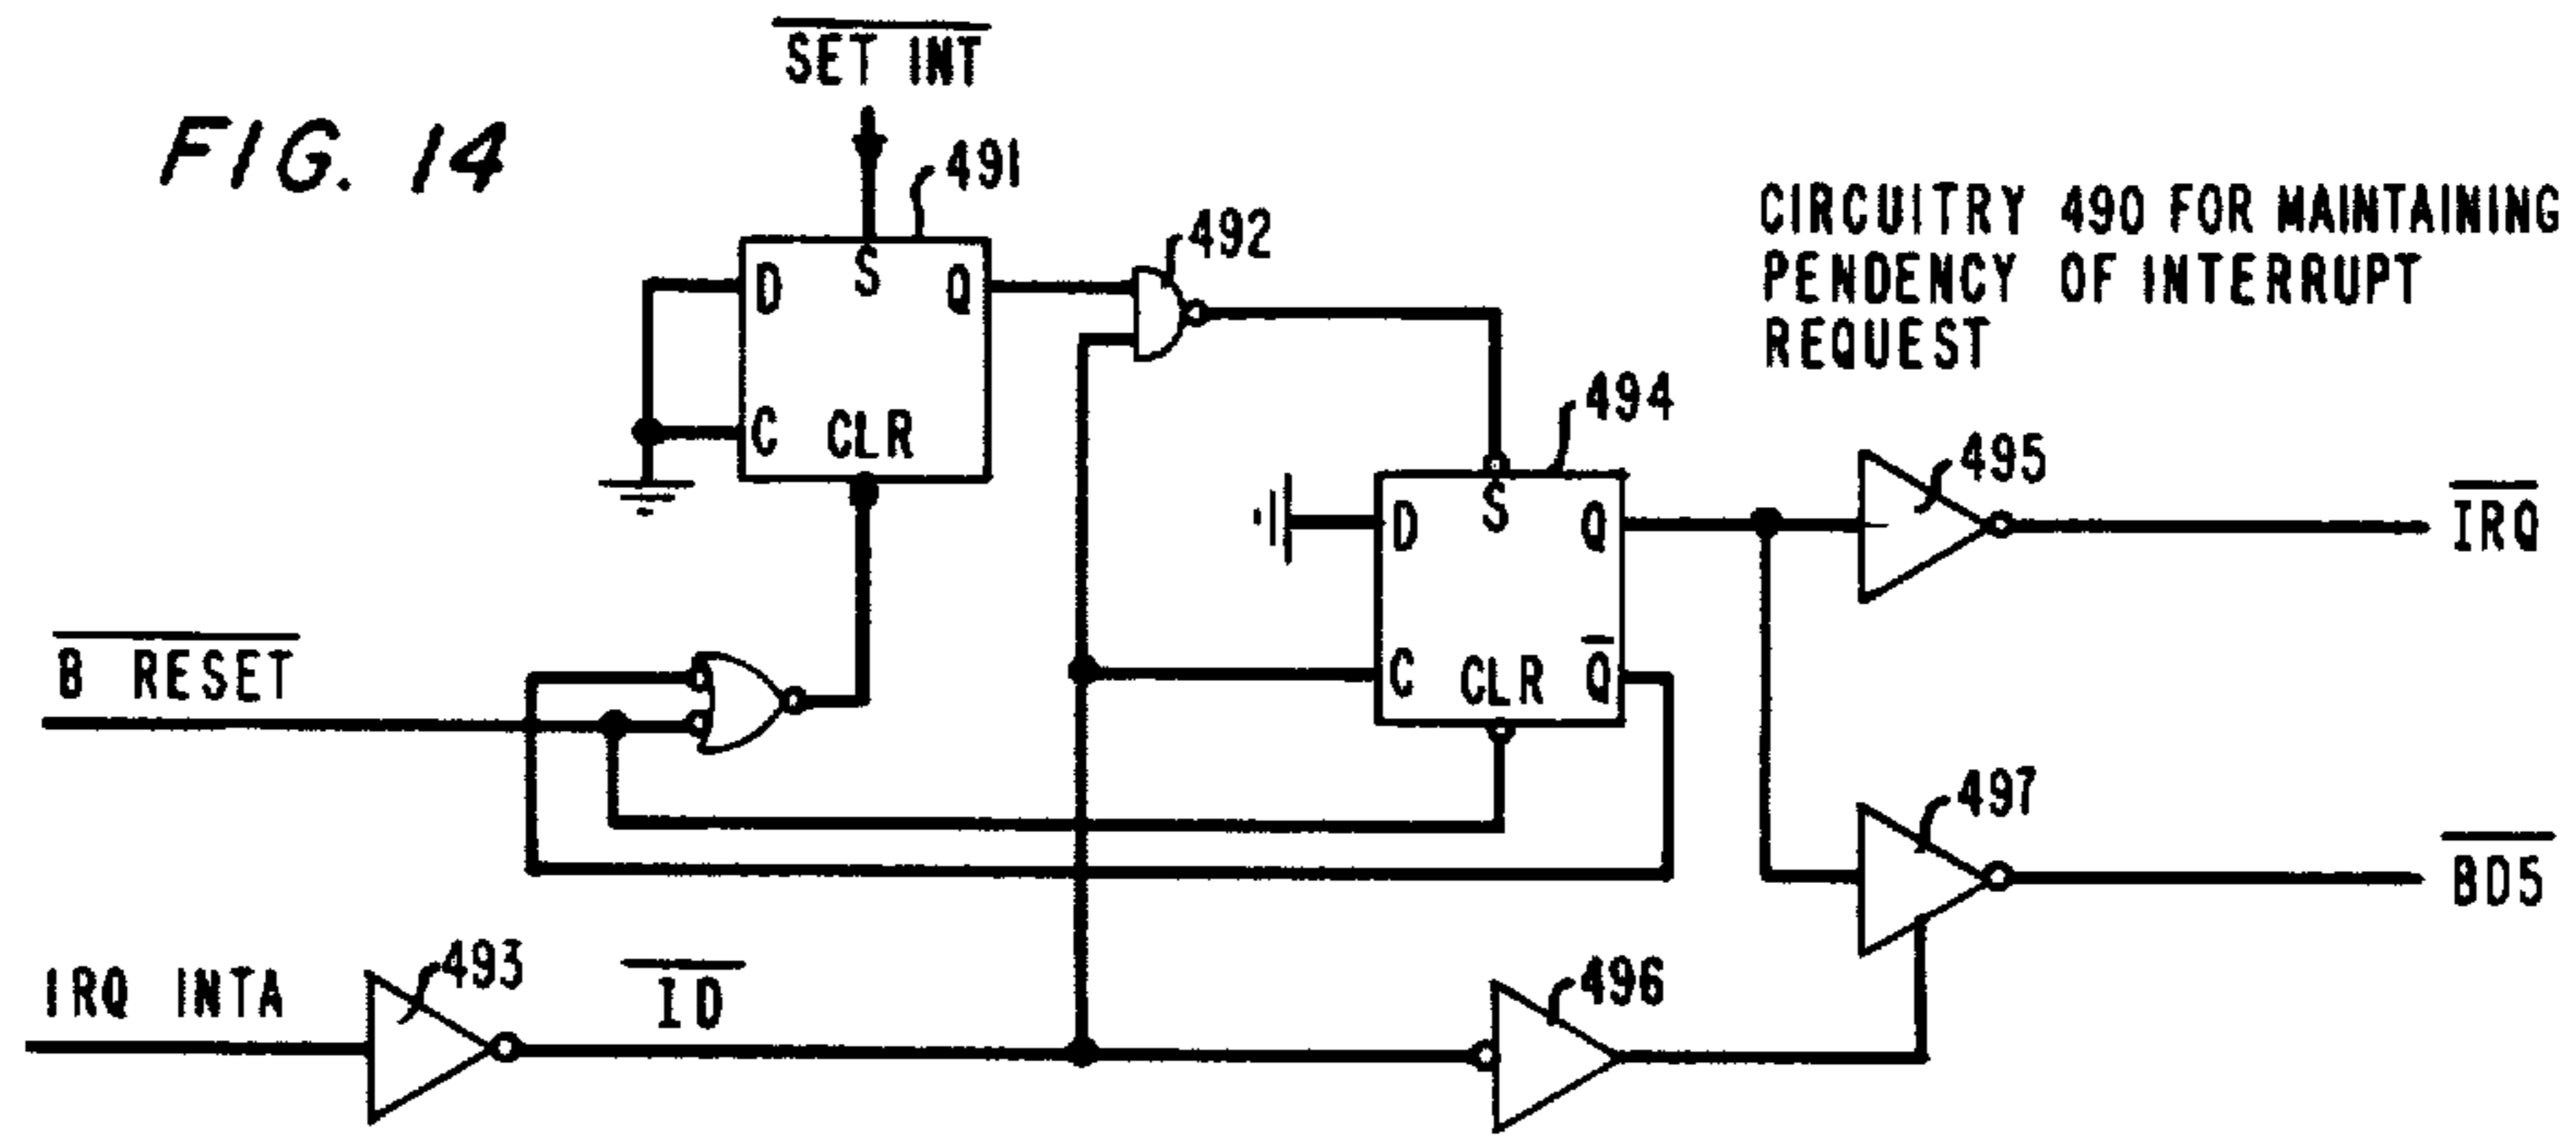 FIG. 14
SET INT
491
D S Q
C CLR
492
CIRCUITRY 490 FOR MAINTAINING
PENDENCY OF INTERRUPT
REQUEST
494
D S Q
C CLR Q̅
495
IRQ
B RESET
497
BD5
IRQ INTA
493
ID
496